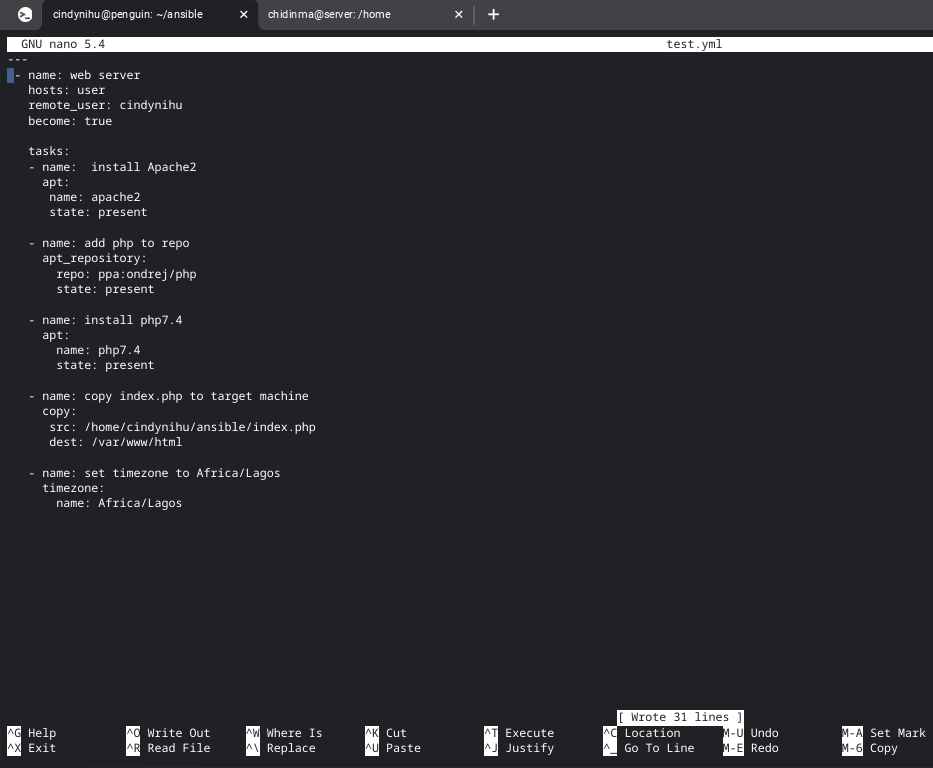 cindynihu@penguin: ~/ansible
chidinma@server: /home
GNU nano 5.4 test.yml
---
- name: web server
hosts: user
remote_user: cindynihu
become: true
tasks:
- name:  install Apache2
apt:
name: apache2
state: present
- name: add php to repo
apt_repository:
repo: ppa:ondrej/php
state: present
- name: install php7.4
apt:
name: php7.4
state: present
- name: copy index.php to target machine
copy:
src: /home/cindynihu/ansible/index.php
dest: /var/www/html
- name: set timezone to Africa/Lagos
timezone:
name: Africa/Lagos
[ Wrote 31 lines ]
^G Help ^O Write Out ^W Where Is ^K Cut ^T Execute ^C Location M-U Undo M-A Set Mark
^X Exit ^R Read File ^\ Replace ^U Paste ^J Justify ^_ Go To Line M-E Redo M-6 Copy